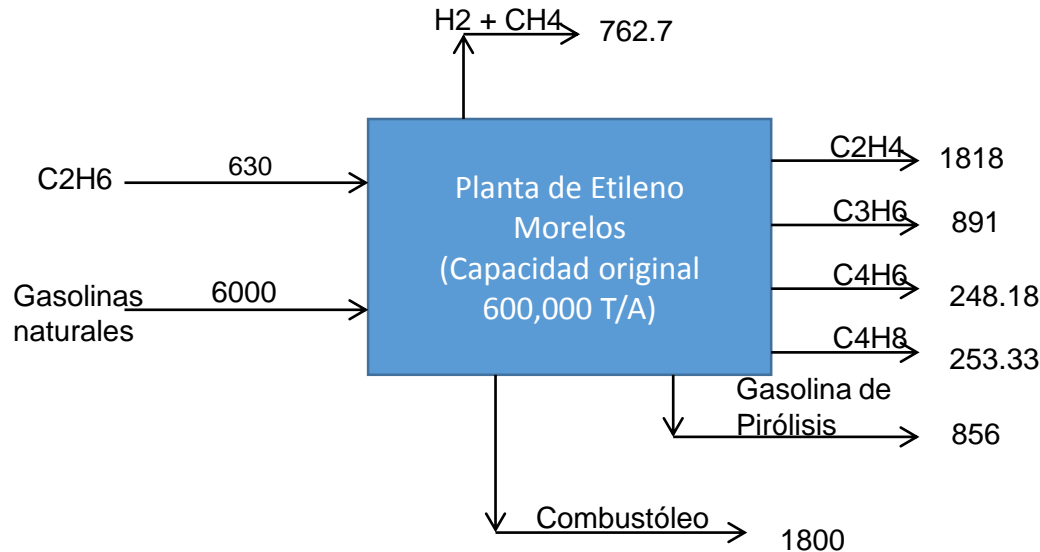 H2 + CH4
762.7
C2H6
630
Gasolinas
naturales
6000
Planta de Etileno
Morelos
(Capacidad original
600,000 T/A)
C2H4
1818
C3H6
891
C4H6
248.18
C4H8
253.33
Gasolina de
Pirólisis
856
Combustóleo
1800